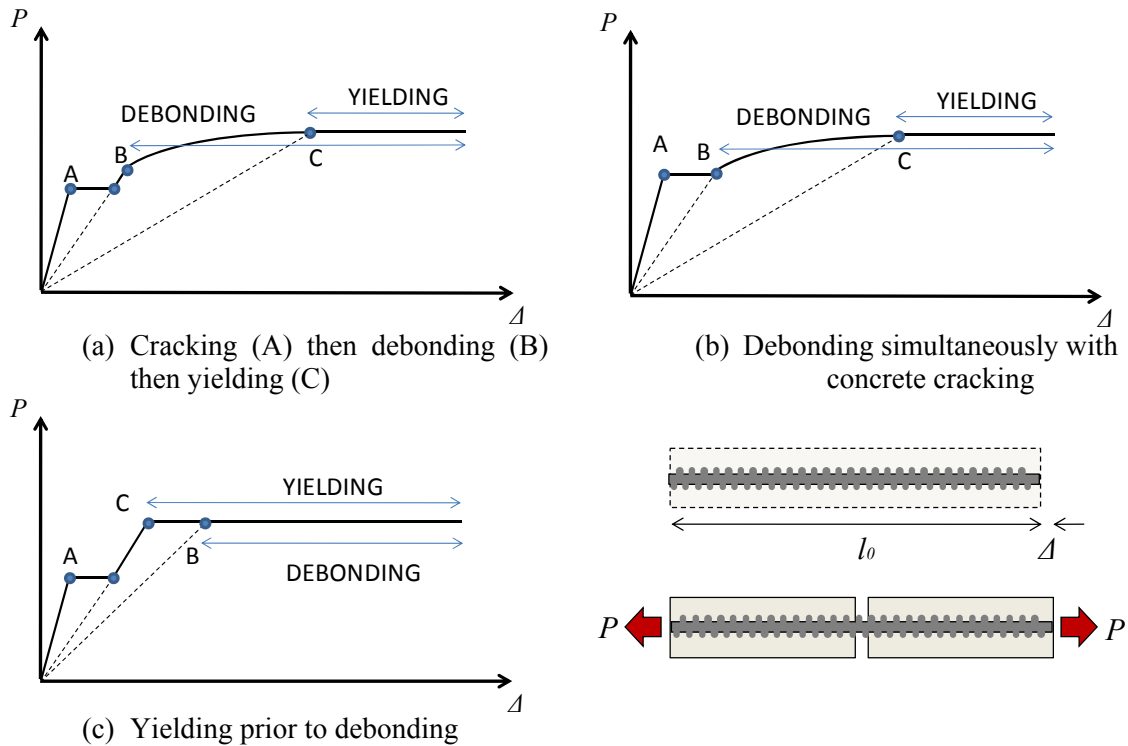 P
DEBONDING
YIELDING
A
B
C
Δ
(a) Cracking (A) then debonding (B)
then yielding (C)
P
DEBONDING
YIELDING
A
B
C
Δ
(b) Debonding simultaneously with
concrete cracking
P
YIELDING
C
A
B
DEBONDING
Δ
(c) Yielding prior to debonding
l0
Δ
P
P